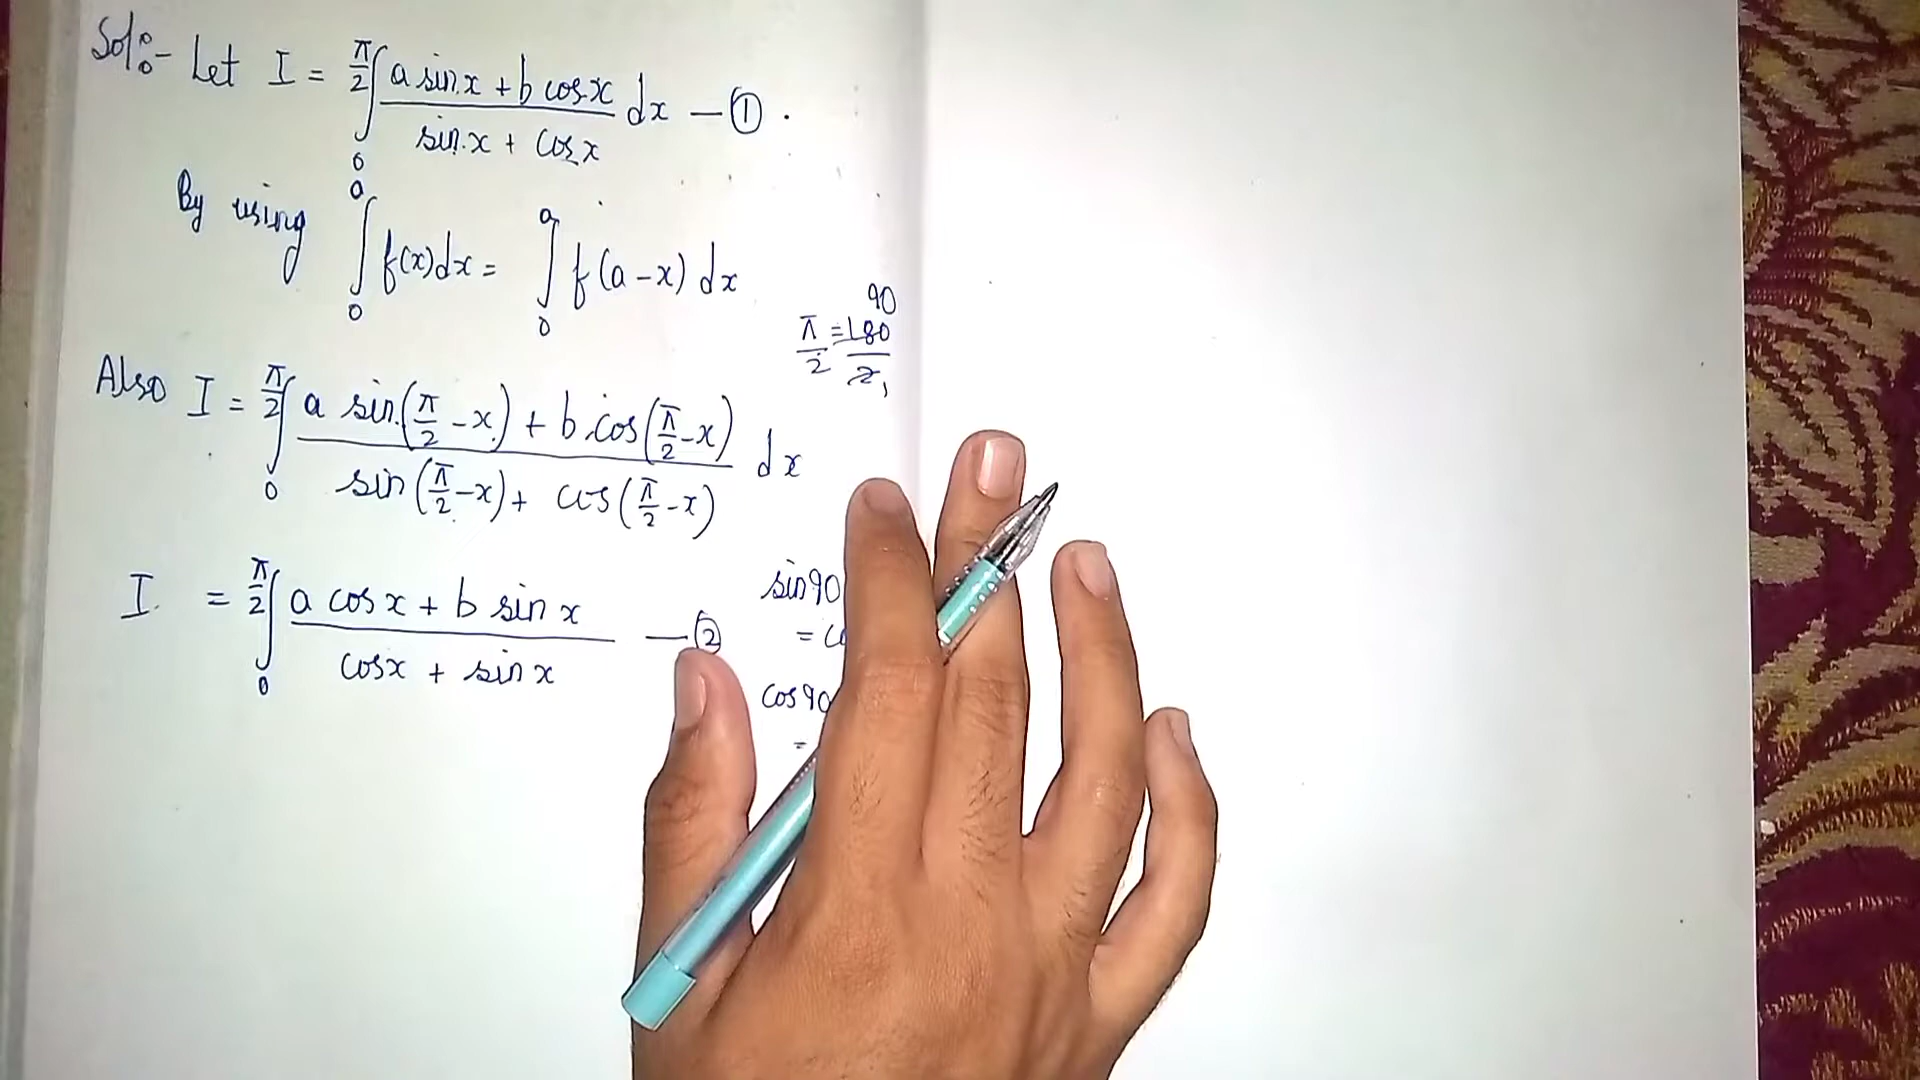 Sol:- Let I = π/2 ∫ 0 a sin x + b cos x / sin x + cos x dx — ① .
By using a ∫ 0 f(x) dx = a ∫ 0 f(a - x) dx
90
π/2 = 180/2 1
Also I = π/2 ∫ 0 a sin(π/2 - x) + b cos(π/2 - x) / sin(π/2 - x) + cos(π/2 - x) dx
I = π/2 ∫ 0 a cos x + b sin x / cos x + sin x — ②
sin 90
= c
cos 90
=